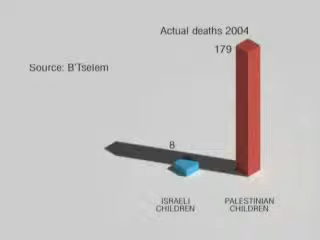 Actual deaths 2004
179
Source: B'Tselem
8
ISRAELI
CHILDREN
PALESTINIAN
CHILDREN